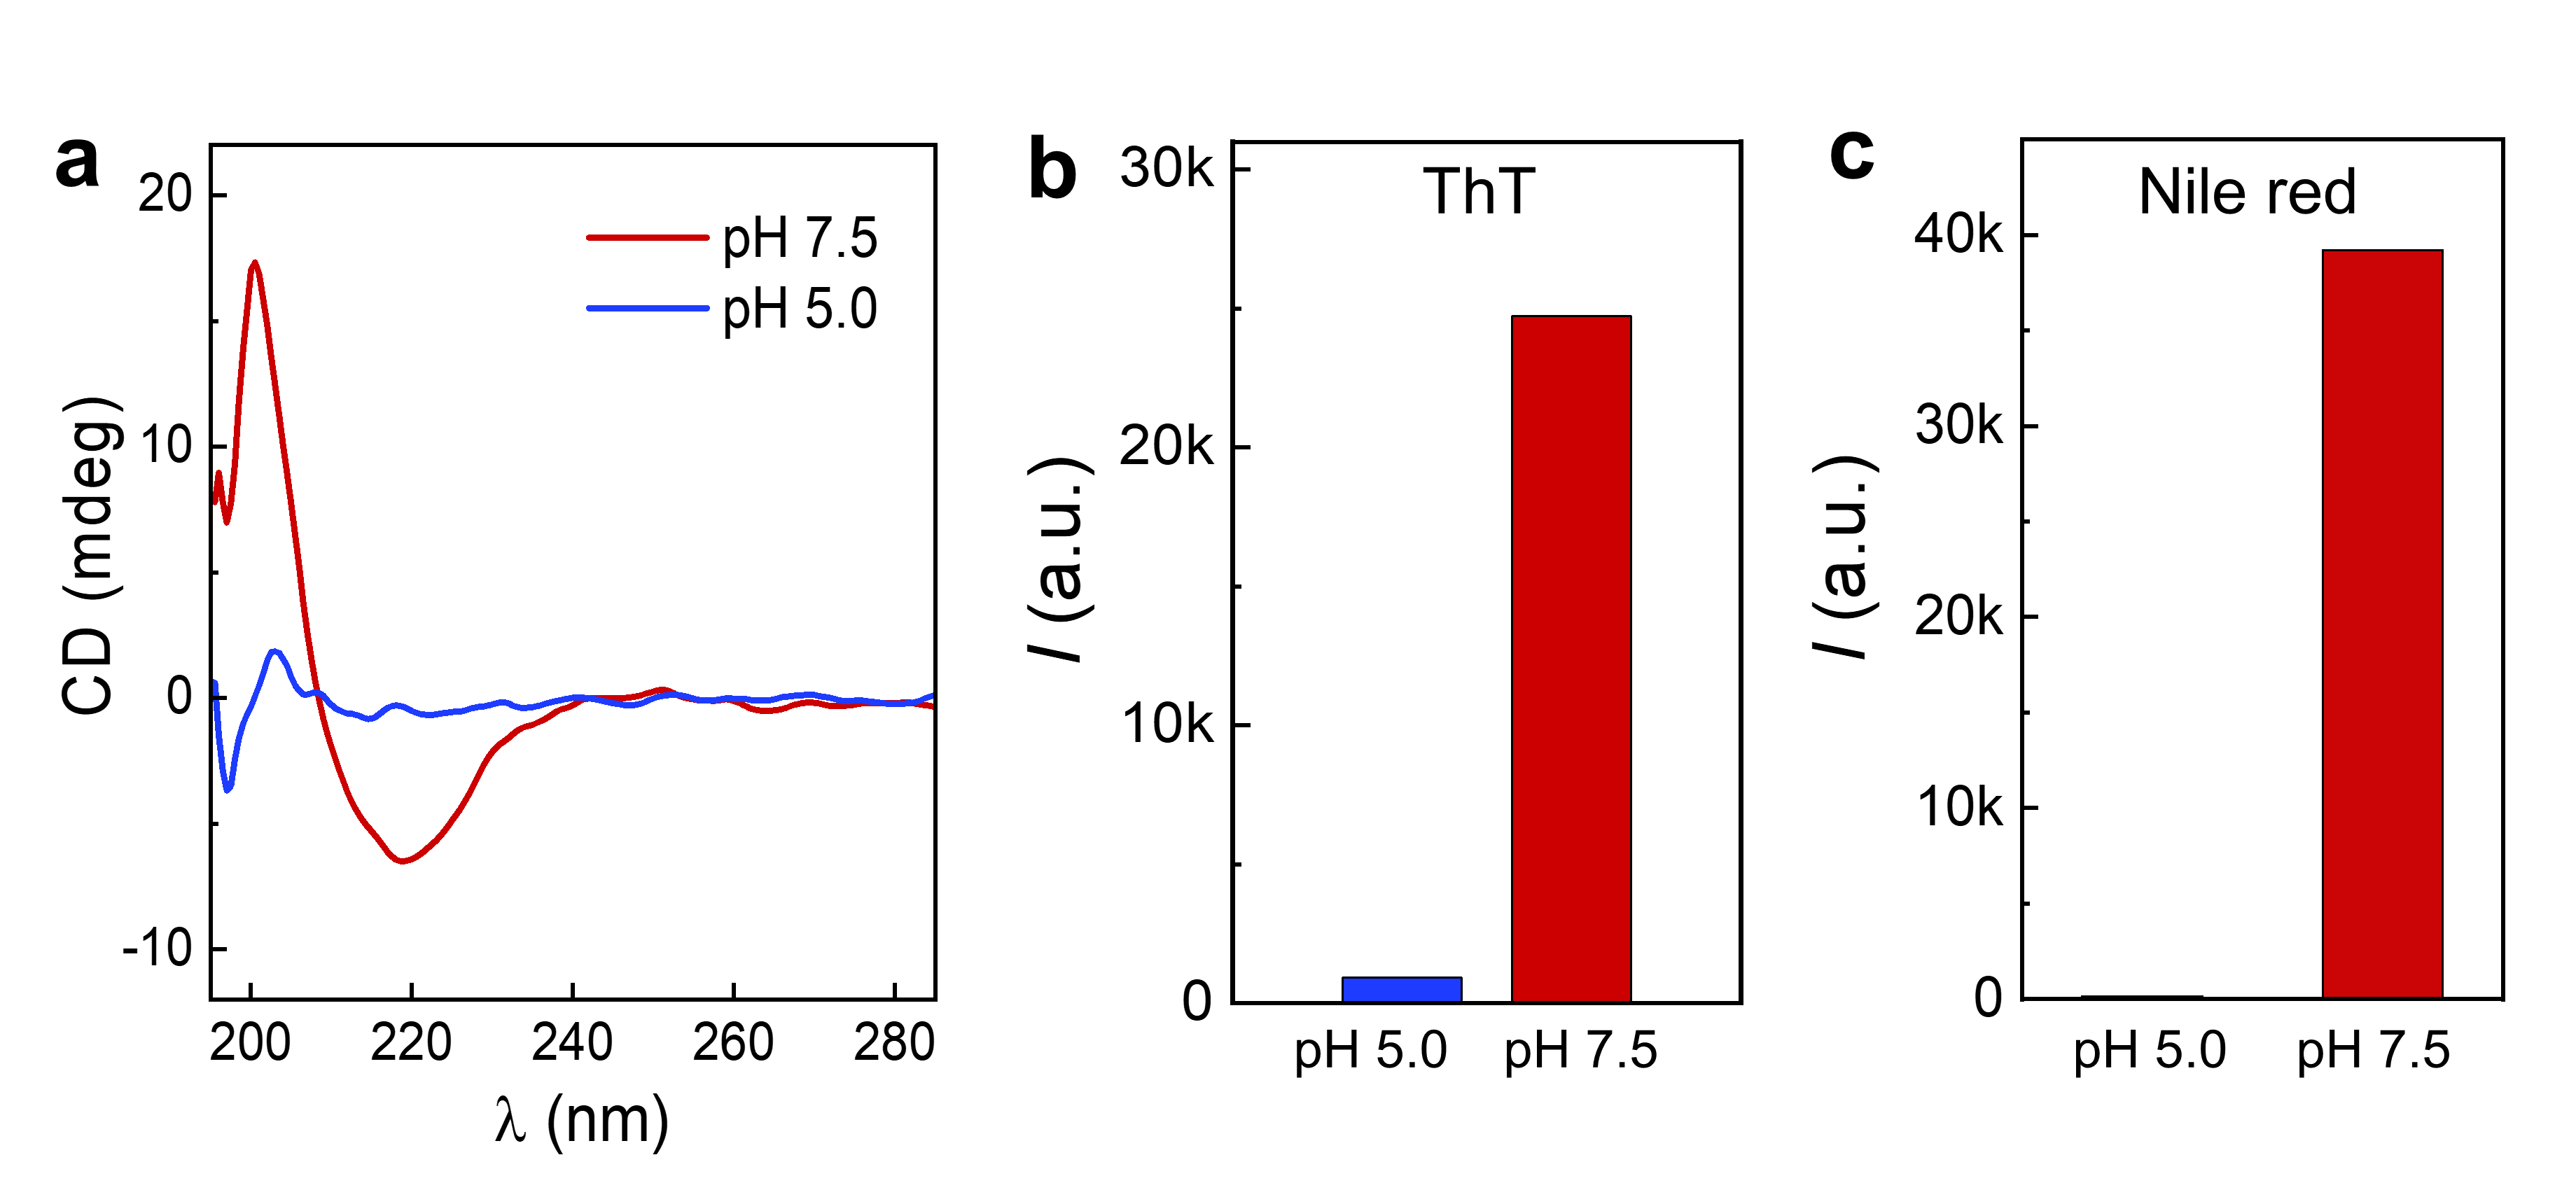 a
20
10
0
-10
CD (mdeg)
pH 7.5
pH 5.0
200 220 240 260 280
λ (nm)
b
ThT
30k
20k
10k
0
I (a.u.)
pH 5.0 pH 7.5
c
Nile red
40k
30k
20k
10k
0
I (a.u.)
pH 5.0 pH 7.5